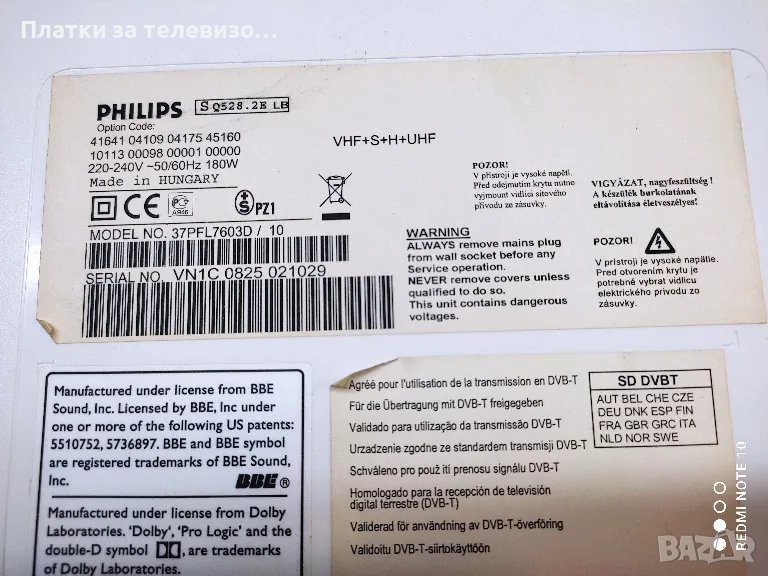 Платки за телевизо...
PHILIPS
S Q528.2E LB
Option Code:
41641 04109 04175 45160
10113 00098 00001 00000
220-240V ~50/60Hz 180W
Made in HUNGARY
VHF+S+H+UHF
CE
PC
S PZ1
MODEL NO. 37PFL7603D / 10
SERIAL NO. VN1C 0825 021029
POZOR!
V přístroji je vysoké napětí.
Před odejmutím krytu nutno
vyjmout vidlici sitového
přívodu ze zásuvky.
VIGYÁZAT, nagyfeszültség !
A készülék burkolatának
eltávolitása életveszélyes!
WARNING
ALWAYS remove mains plug
from wall socket before any
Service operation.
NEVER remove covers unless
qualified to do so.
This unit contains dangerous
voltages.
POZOR!
V prístroji je vysoké napätie.
Pred otvorením krytu je
potrebné vybrat vidlicu
elektrického prívodu zo
zásuvky.
Manufactured under license from BBE
Sound, Inc. Licensed by BBE, Inc under
one or more of the following US patents:
5510752, 5736897. BBE and BBE symbol
are registered trademarks of BBE Sound,
Inc.
BBE ®
Manufactured under license from Dolby
Laboratories. 'Dolby', 'Pro Logic' and the
double-D symbol , are trademarks
of Dolby Laboratories.
Agréé pour l'utilisation de la transmission en DVB-T
Für die Übertragung mit DVB-T freigegeben
Validado para utilização da transmissão DVB-T
Urzadzenie zgodne ze standardem transmisji DVB-T
Schváleno pro použ ití prenosu signálu DVB-T
Homologado para la recepción de televisión
digital terrestre (DVB-T)
Validerad för användning av DVB-T-överföring
Validoitu DVB-T-siirtokäyttöön
SD DVBT
AUT BEL CHE CZE
DEU DNK ESP FIN
FRA GBR GRC ITA
NLD NOR SWE
REDMI NOTE 10
БАЗАР